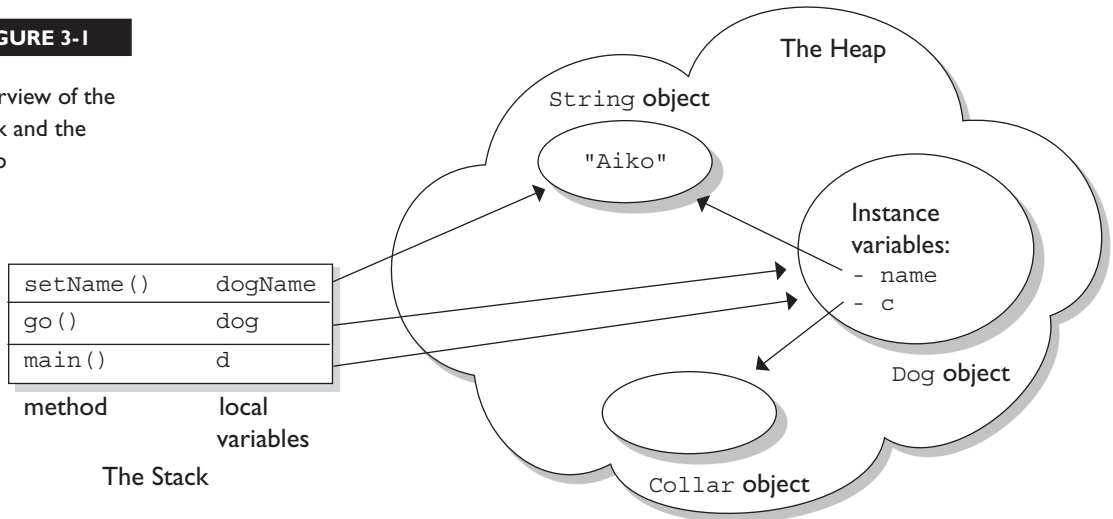 GURE 3-1
rview of the
k and the
The Heap
String object
"Aiko"
Instance
variables:
- name
- c
Dog object
Collar object
setName() dogName
go() dog
main() d
method local
variables
The Stack